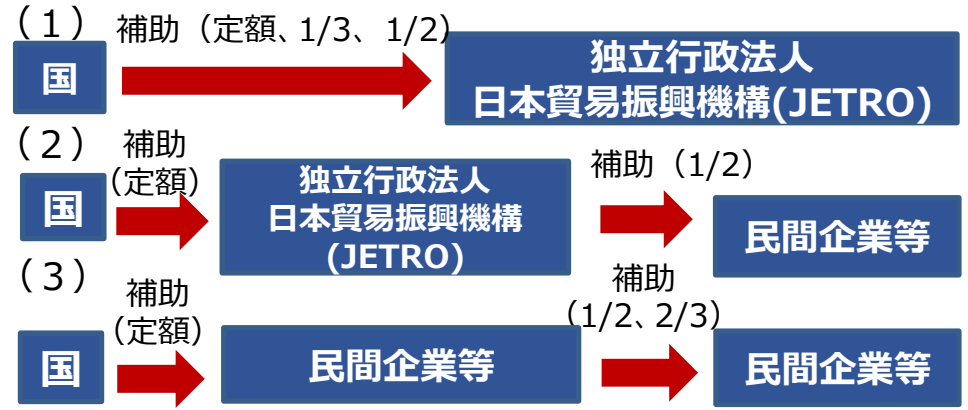 （１）
補助（定額、1/3、1/2）
国
独立行政法人
日本貿易振興機構(JETRO)
（２）
補助
（定額）
国
独立行政法人
日本貿易振興機構
(JETRO)
補助（1/2）
民間企業等
（３）
補助
（定額）
国
民間企業等
補助
（1/2、2/3）
民間企業等